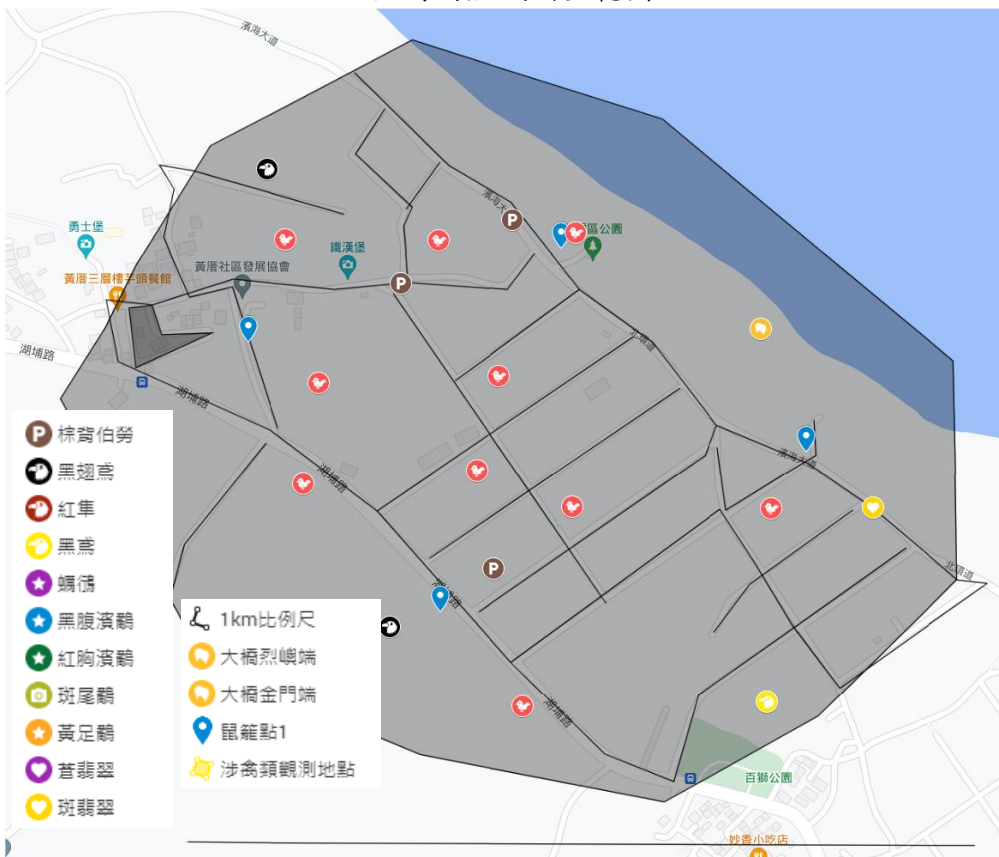 濱海大道
勇士堡
黃厝三層樓芋頭餐館
黃厝社區發展協會
鐵漢堡
濱海大
區公園
北環道
湖埔路
湖埔路
湖埔路
濱海大道
北環道
湖埔路
百獅公園
妙香小吃店
P 棕背伯勞
黑翅鳶
紅隼
黑鳶
蠣鴴
黑腹濱鷸
紅胸濱鷸
斑尾鷸
黃足鷸
蒼翡翠
斑翡翠
1km比例尺
大橋烈嶼端
大橋金門端
鼠籠點1
涉禽類觀測地點
P
P
P